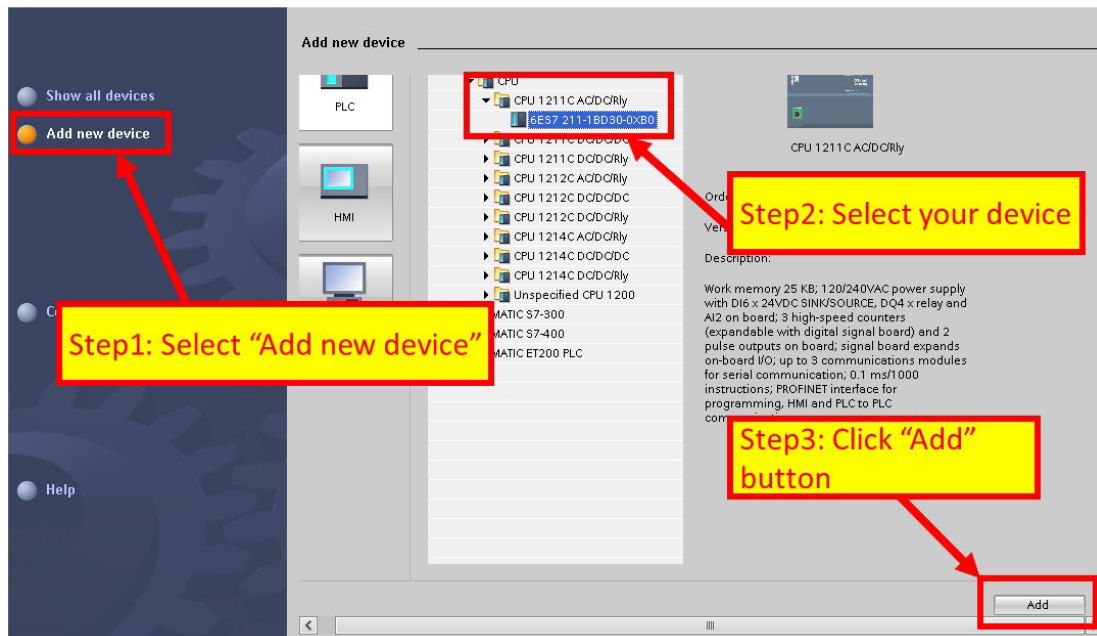 Add new device
Show all devices
Add new device
Help
Step1: Select “Add new device”
PLC
HMI
CPU
CPU 1211C AC/DC/Rly
6ES7 211-1BD30-0XB0
CPU 1211C DC/DC/DC
CPU 1211C DC/DC/Rly
CPU 1212C AC/DC/Rly
CPU 1212C DC/DC/DC
CPU 1212C DC/DC/Rly
CPU 1214C AC/DC/Rly
CPU 1214C DC/DC/DC
CPU 1214C DC/DC/Rly
Unspecified CPU 1200
MATIC S7-300
MATIC S7-400
MATIC ET200 PLC
CPU 1211C AC/DC/Rly
Step2: Select your device
Description:
Work memory 25 KB; 120/240VAC power supply
with DI6 x 24VDC SINK/SOURCE, DQ4 x relay and
AI2 on board; 3 high-speed counters
(expandable with digital signal board) and 2
pulse outputs on board; signal board expands
on-board I/O; up to 3 communications modules
for serial communication; 0.1 ms/1000
instructions; PROFINET interface for
programming, HMI and PLC to PLC
Step3: Click “Add”
button
Add